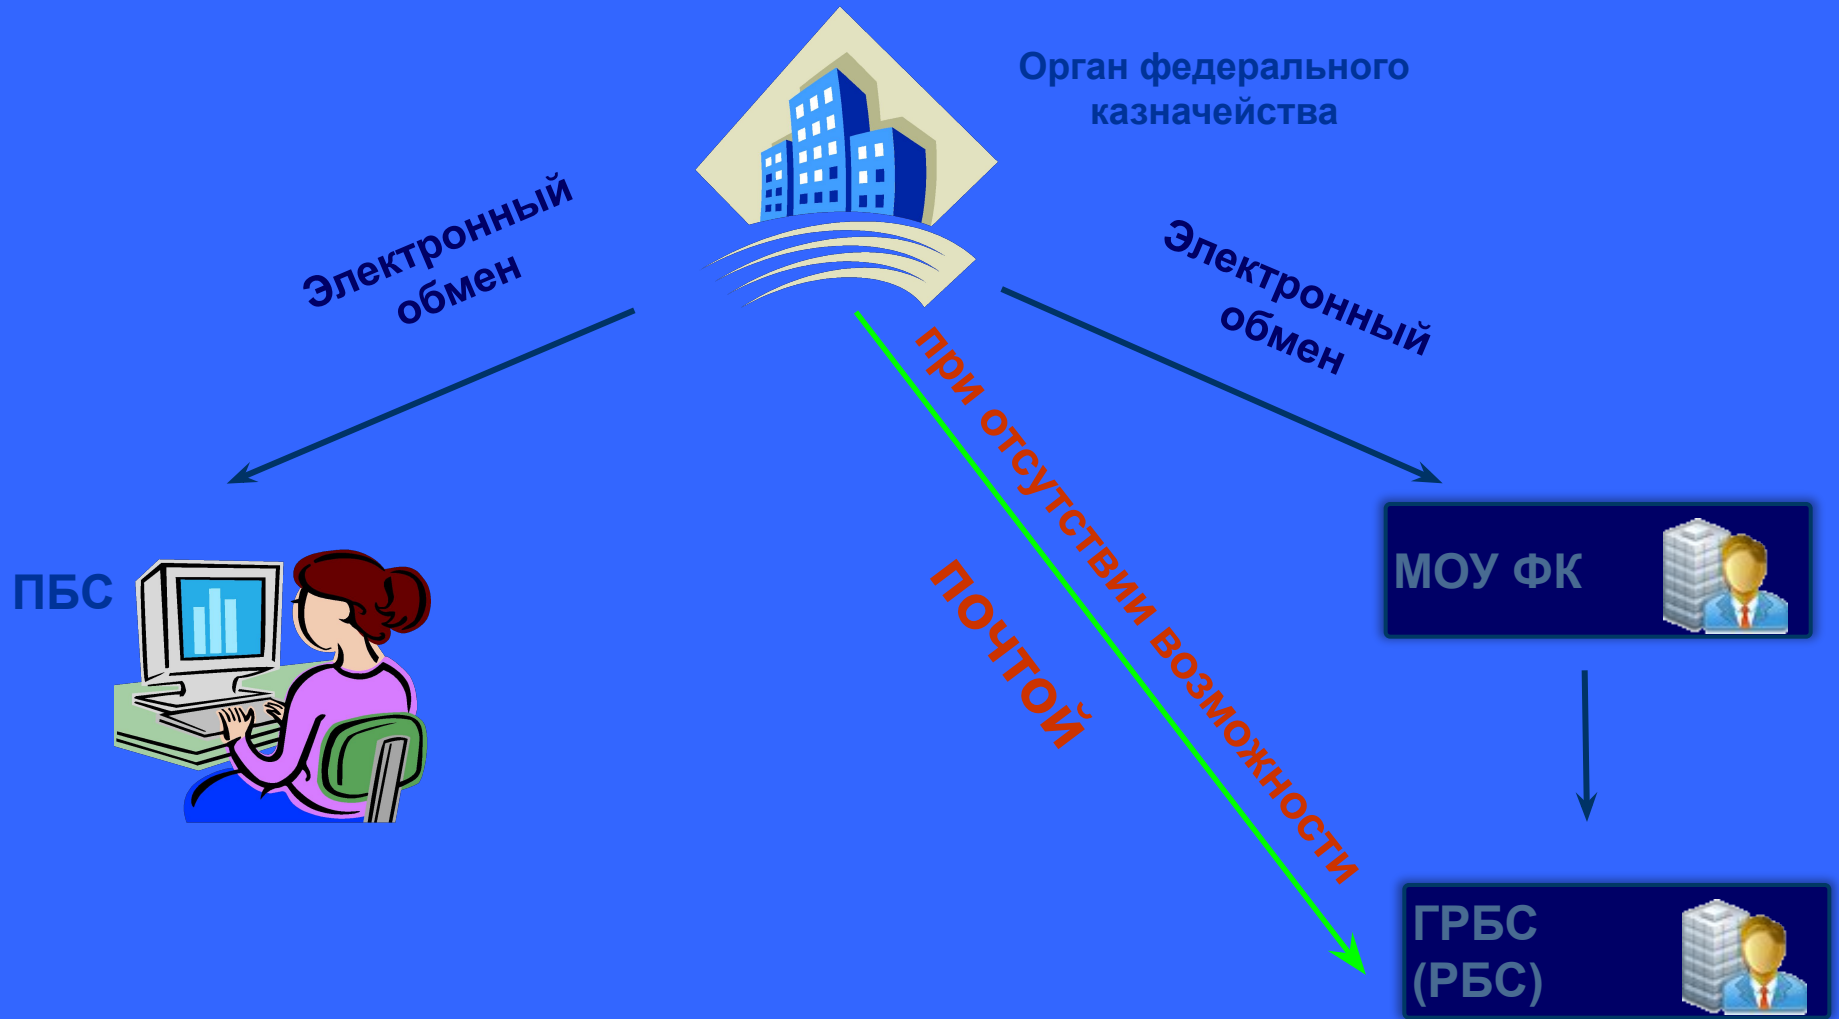 Орган федерального
казначейства
Электронный
обмен
Электронный
обмен
при отсутствии возможности
почтой
ПБС
МОУ ФК
ГРБС
(РБС)